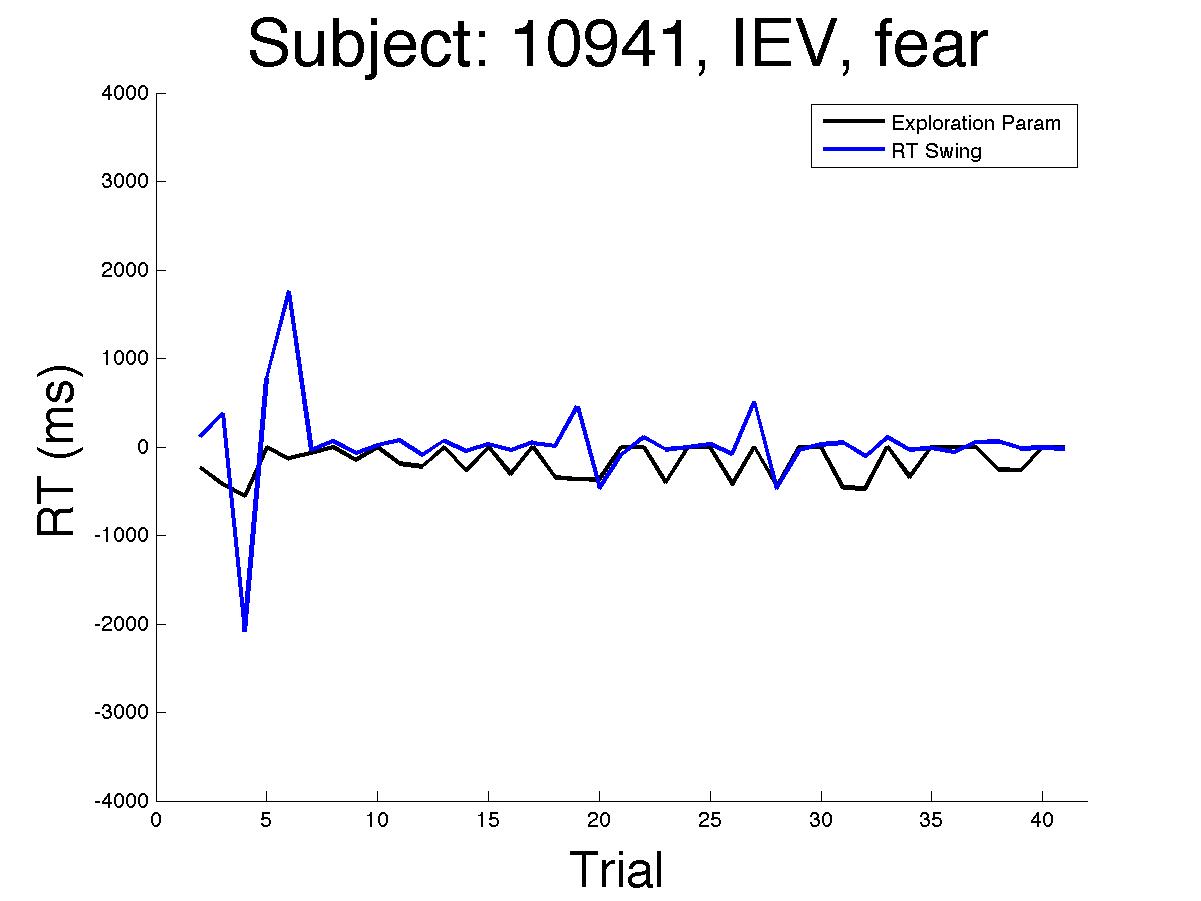 Subject: 10941, IEV, fear
4000
3000
2000
1000
0
-1000
-2000
-3000
-4000
RT (ms)
Exploration Param
RT Swing
0 5 10 15 20 25 30 35 40
Trial